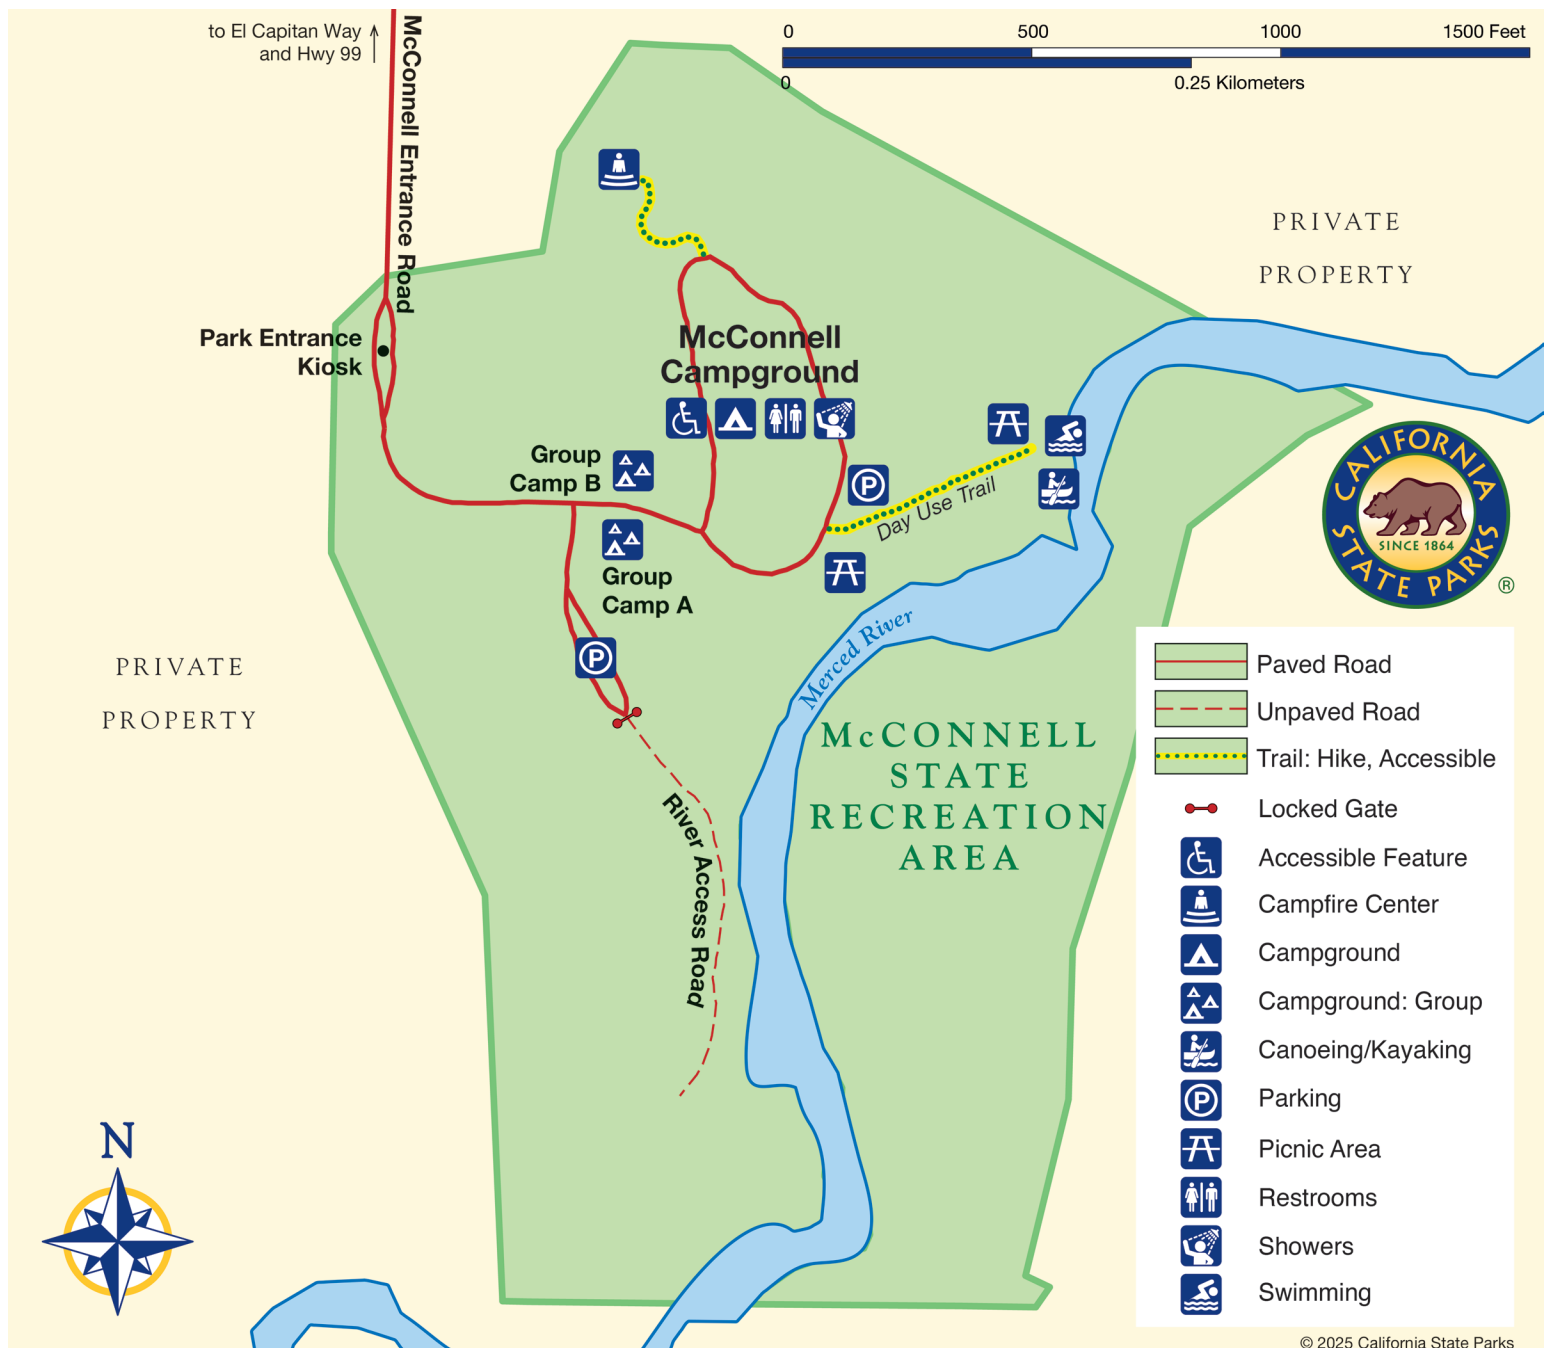 to El Capitan Way
and Hwy 99
McConnell Entrance Road
0 500 1000 1500 Feet
0 0.25 Kilometers
PRIVATE
PROPERTY
Park Entrance
Kiosk
McConnell
Campground
Group
Camp B
P
Day Use Trail
Group
Camp A
P
Merced River
CALIFORNIA
SINCE 1864
STATE PARKS
®
PRIVATE
PROPERTY
McCONNELL
STATE
RECREATION
AREA
River Access Road
Paved Road
Unpaved Road
Trail: Hike, Accessible
Locked Gate
Accessible Feature
Campfire Center
Campground
Campground: Group
Canoeing/Kayaking
P Parking
Picnic Area
Restrooms
Showers
Swimming
N
© 2025 California State Parks